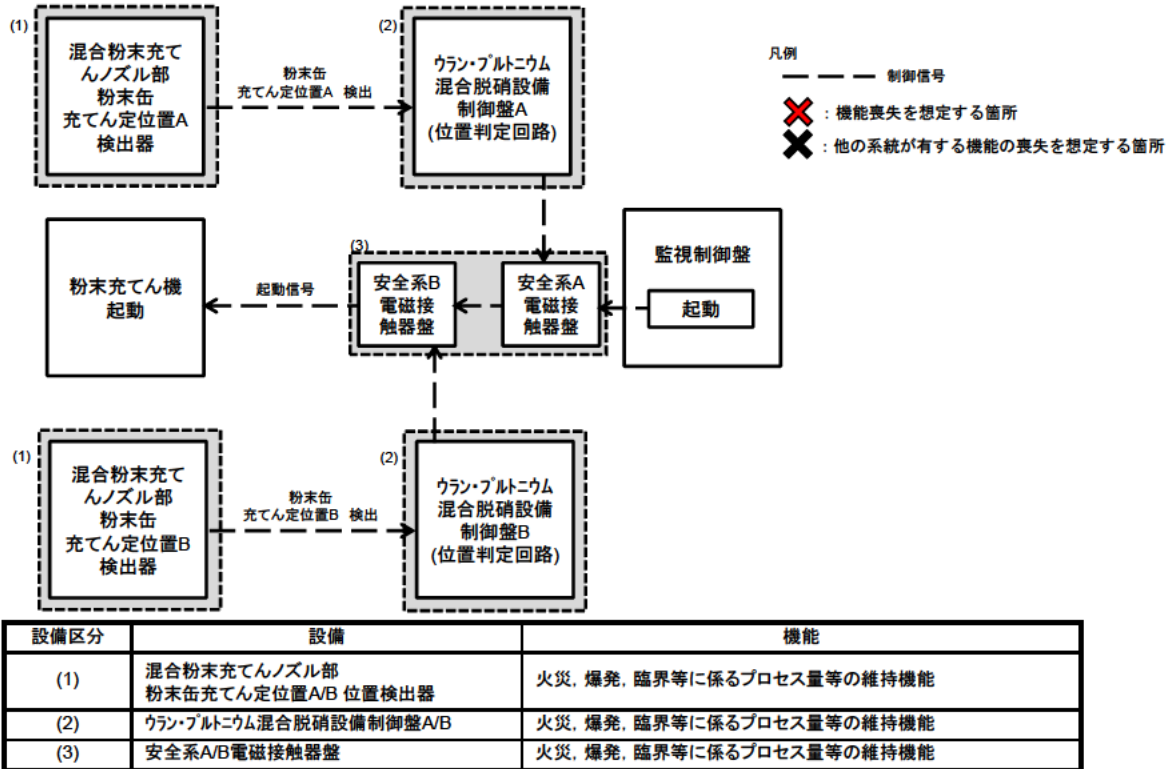 (1)
混合粉末充て
んノズル部
粉末缶
充てん定位置A
検出器
粉末缶
充てん定位置A 検出
(2)
ウラン・プルトニウム
混合脱硝設備
制御盤A
(位置判定回路)
凡例
制御信号
：機能喪失を想定する箇所
：他の系統が有する機能の喪失を想定する箇所
粉末充てん機
起動
起動信号
(3)
安全系B
電磁接
触器盤
安全系A
電磁接
触器盤
監視制御盤
起動
(1)
混合粉末充て
んノズル部
粉末缶
充てん定位置B
検出器
粉末缶
充てん定位置B 検出
(2)
ウラン・プルトニウム
混合脱硝設備
制御盤B
(位置判定回路)
設備区分 設備 機能
(1) 混合粉末充てんノズル部
粉末缶充てん定位置A/B 位置検出器 火災，爆発，臨界等に係るプロセス量等の維持機能
(2) ウラン・プルトニウム混合脱硝設備制御盤A/B 火災，爆発，臨界等に係るプロセス量等の維持機能
(3) 安全系A/B電磁接触器盤 火災，爆発，臨界等に係るプロセス量等の維持機能